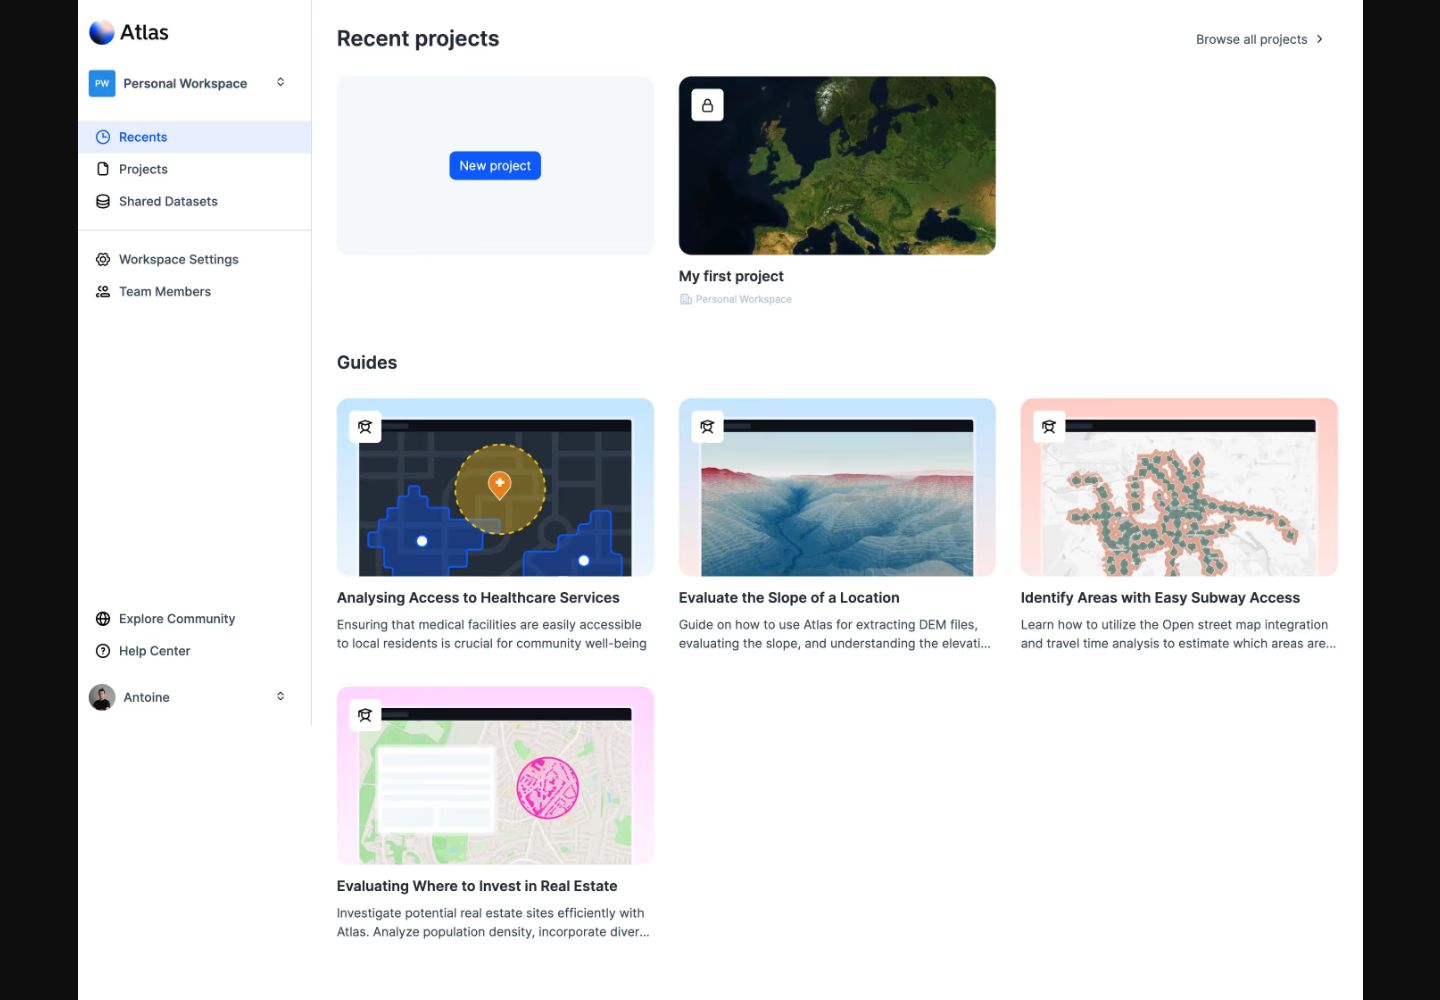 Atlas
PW
Personal Workspace
Recents
Projects
Shared Datasets
Workspace Settings
Team Members
Explore Community
Help Center
Antoine
Recent projects
Browse all projects
New project
My first project
Personal Workspace
Guides
Analysing Access to Healthcare Services
Ensuring that medical facilities are easily accessible
to local residents is crucial for community well-being
Evaluate the Slope of a Location
Guide on how to use Atlas for extracting DEM files,
evaluating the slope, and understanding the elevati...
Identify Areas with Easy Subway Access
Learn how to utilize the Open street map integration
and travel time analysis to estimate which areas are...
Evaluating Where to Invest in Real Estate
Investigate potential real estate sites efficiently with
Atlas. Analyze population density, incorporate diver...